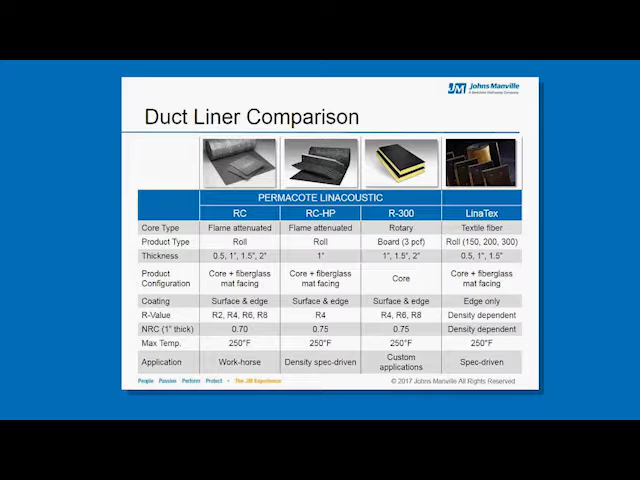 JM Johns Manville
A Berkshire Hathaway Company
Duct Liner Comparison
PERMACOTE LINACOUSTIC
RC RC-HP R-300 LinaTex
Core Type Flame attenuated Flame attenuated Rotary Textile fiber
Product Type Roll Roll Board (3 pcf) Roll (150, 200, 300)
Thickness 0.5, 1", 1.5", 2" 1" 1", 1.5", 2" 0.5, 1", 1.5"
Product Configuration Core + fiberglass mat facing Core + fiberglass mat facing Core Core + fiberglass mat facing
Coating Surface & edge Surface & edge Surface & edge Edge only
R-Value R2, R4, R6, R8 R4 R4, R6, R8 Density dependent
NRC (1" thick) 0.70 0.75 0.75 Density dependent
Max Temp. 250°F 250°F 250°F 250°F
Application Work-horse Density spec-driven Custom applications Spec-driven
People Passion Perform Protect • The JM Experience © 2017 Johns Manville All Rights Reserved